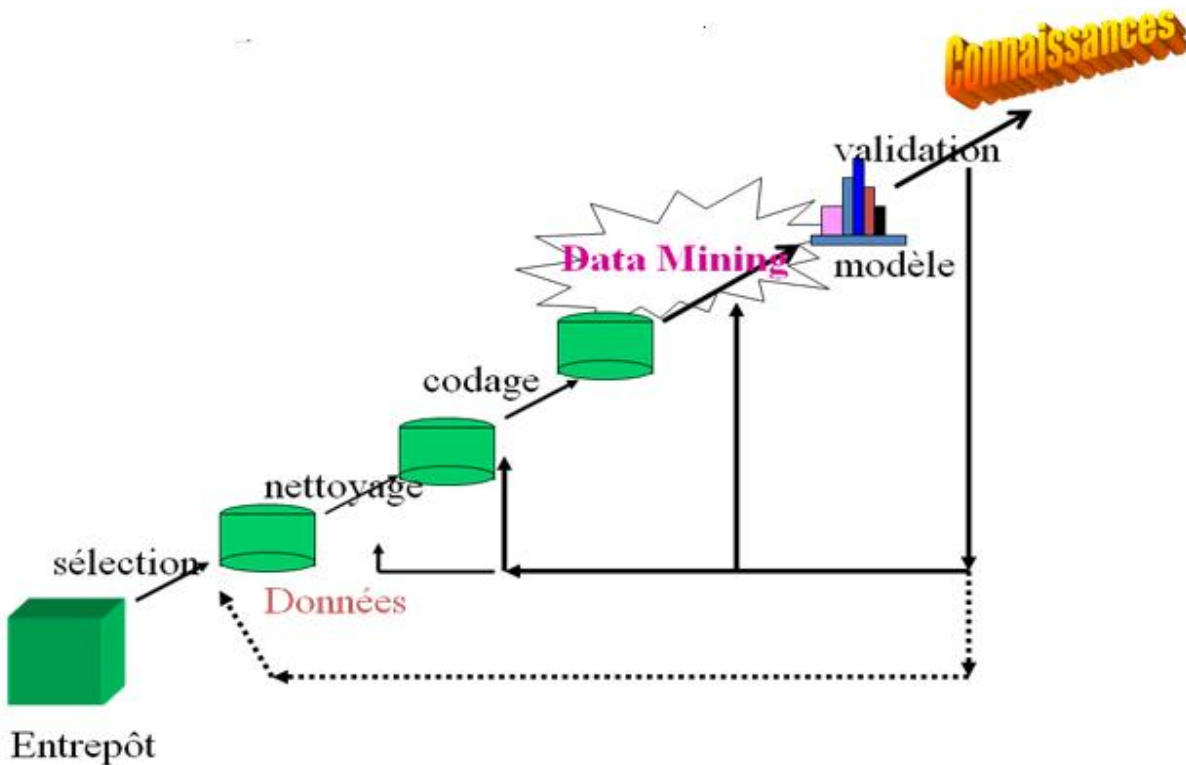 Connaissances
validation
Data Mining
modèle
codage
nettoyage
sélection
Données
Entrepôt